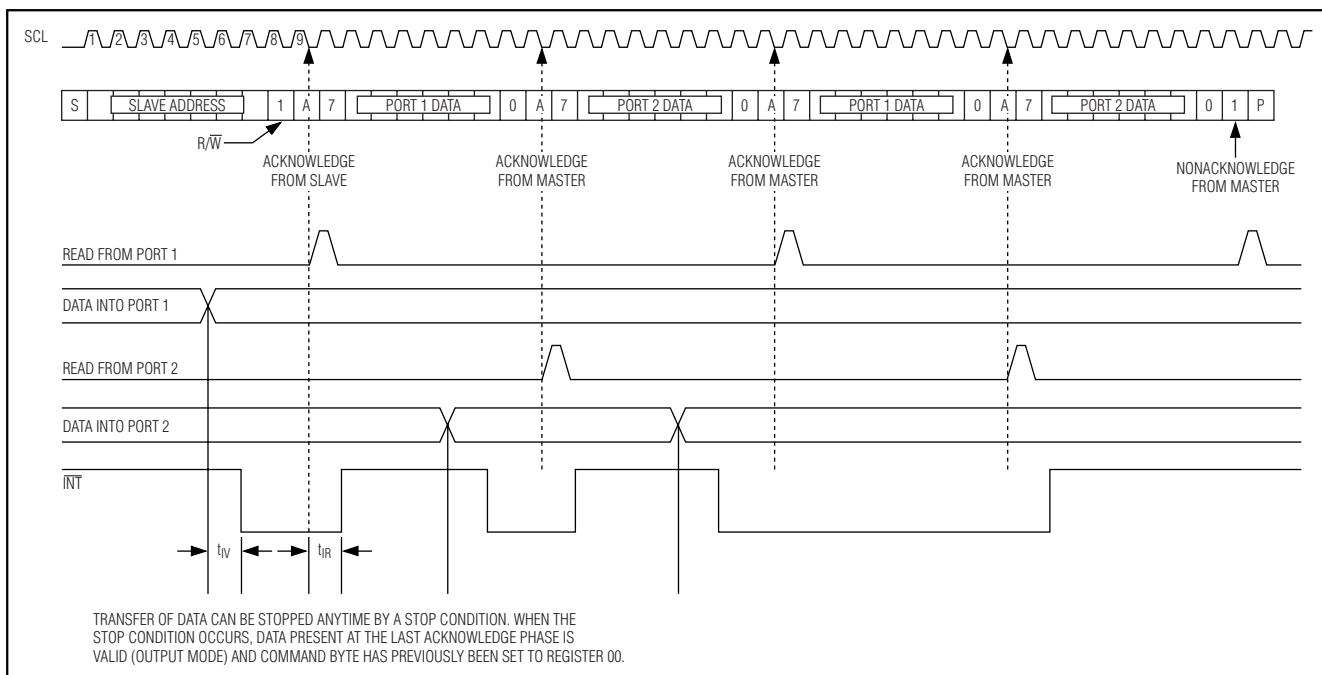 SCL 1 2 3 4 5 6 7 8 9
S SLAVE ADDRESS 1 A 7 PORT 1 DATA 0 A 7 PORT 2 DATA 0 A 7 PORT 1 DATA 0 A 7 PORT 2 DATA 0 1 P
R/W̅
ACKNOWLEDGE
FROM SLAVE
ACKNOWLEDGE
FROM MASTER
ACKNOWLEDGE
FROM MASTER
ACKNOWLEDGE
FROM MASTER
NONACKNOWLEDGE
FROM MASTER
READ FROM PORT 1
DATA INTO PORT 1
READ FROM PORT 2
DATA INTO PORT 2
I̅N̅T̅
tIV tIR
TRANSFER OF DATA CAN BE STOPPED ANYTIME BY A STOP CONDITION. WHEN THE
STOP CONDITION OCCURS, DATA PRESENT AT THE LAST ACKNOWLEDGE PHASE IS
VALID (OUTPUT MODE) AND COMMAND BYTE HAS PREVIOUSLY BEEN SET TO REGISTER 00.